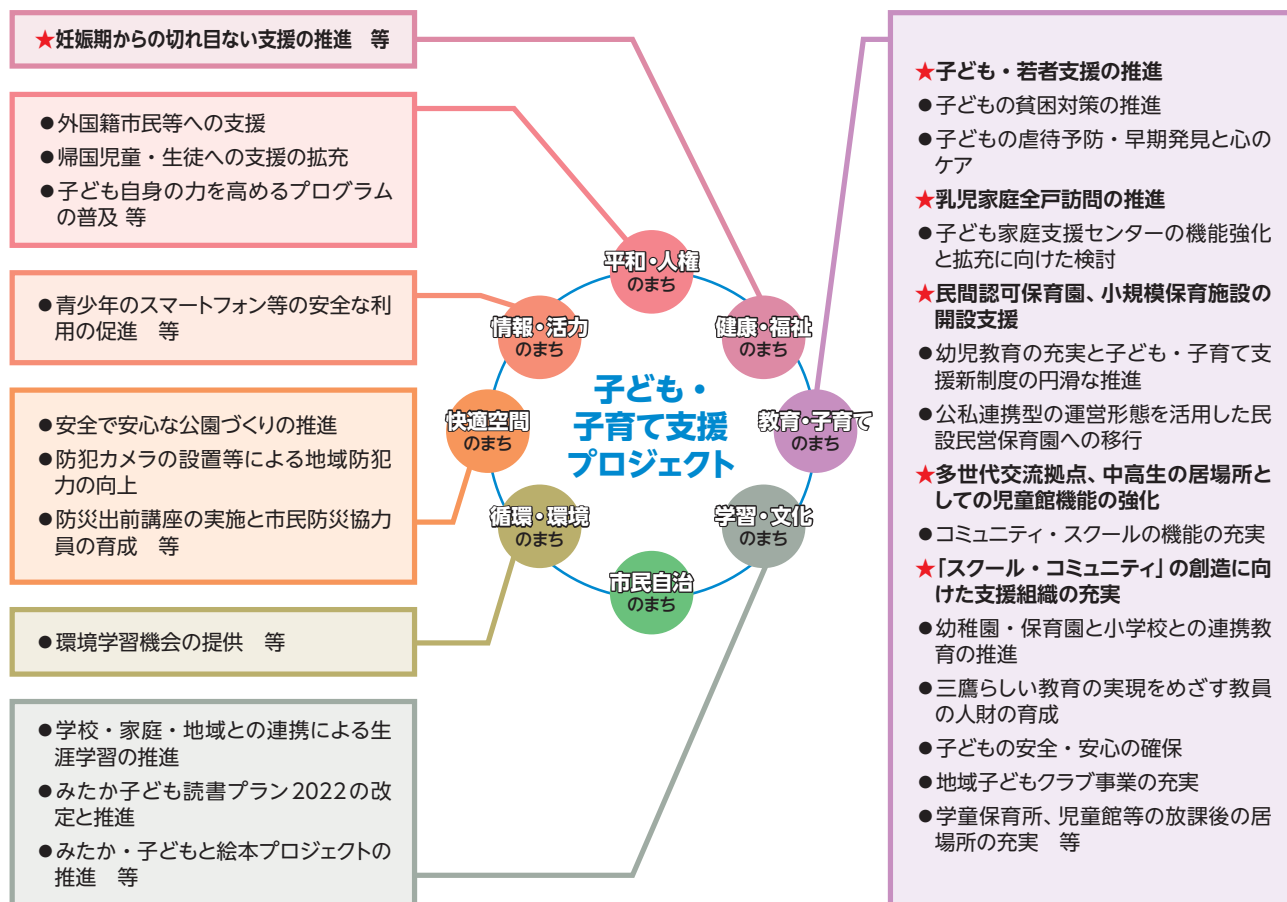 ★妊娠期からの切れ目ない支援の推進　等
●外国籍市民等への支援
●帰国児童・生徒への支援の拡充
●子ども自身の力を高めるプログラム
の普及 等
●青少年のスマートフォン等の安全な利
用の促進　等
●安全で安心な公園づくりの推進
●防犯カメラの設置等による地域防犯
力の向上
●防災出前講座の実施と市民防災協力
員の育成　等
●環境学習機会の提供　等
●学校・家庭・地域との連携による生
涯学習の推進
●みたか子ども読書プラン2022の改
定と推進
●みたか・子どもと絵本プロジェクトの
推進　等
平和・人権
のまち
情報・活力
のまち
健康・福祉
のまち
快適空間
のまち
子ども・
子育て支援
プロジェクト
教育・子育て
のまち
循環・環境
のまち
学習・文化
のまち
市民自治
のまち
★子ども・若者支援の推進
●子どもの貧困対策の推進
●子どもの虐待予防・早期発見と心の
ケア
★乳児家庭全戸訪問の推進
●子ども家庭支援センターの機能強化
と拡充に向けた検討
★民間認可保育園、小規模保育施設の
開設支援
●幼児教育の充実と子ども・子育て支
援新制度の円滑な推進
●公私連携型の運営形態を活用した民
設民営保育園への移行
★多世代交流拠点、中高生の居場所と
しての児童館機能の強化
●コミュニティ・スクールの機能の充実
★「スクール・コミュニティ」の創造に向
けた支援組織の充実
●幼稚園・保育園と小学校との連携教
育の推進
●三鷹らしい教育の実現をめざす教員
の人財の育成
●子どもの安全・安心の確保
●地域子どもクラブ事業の充実
●学童保育所、児童館等の放課後の居
場所の充実　等